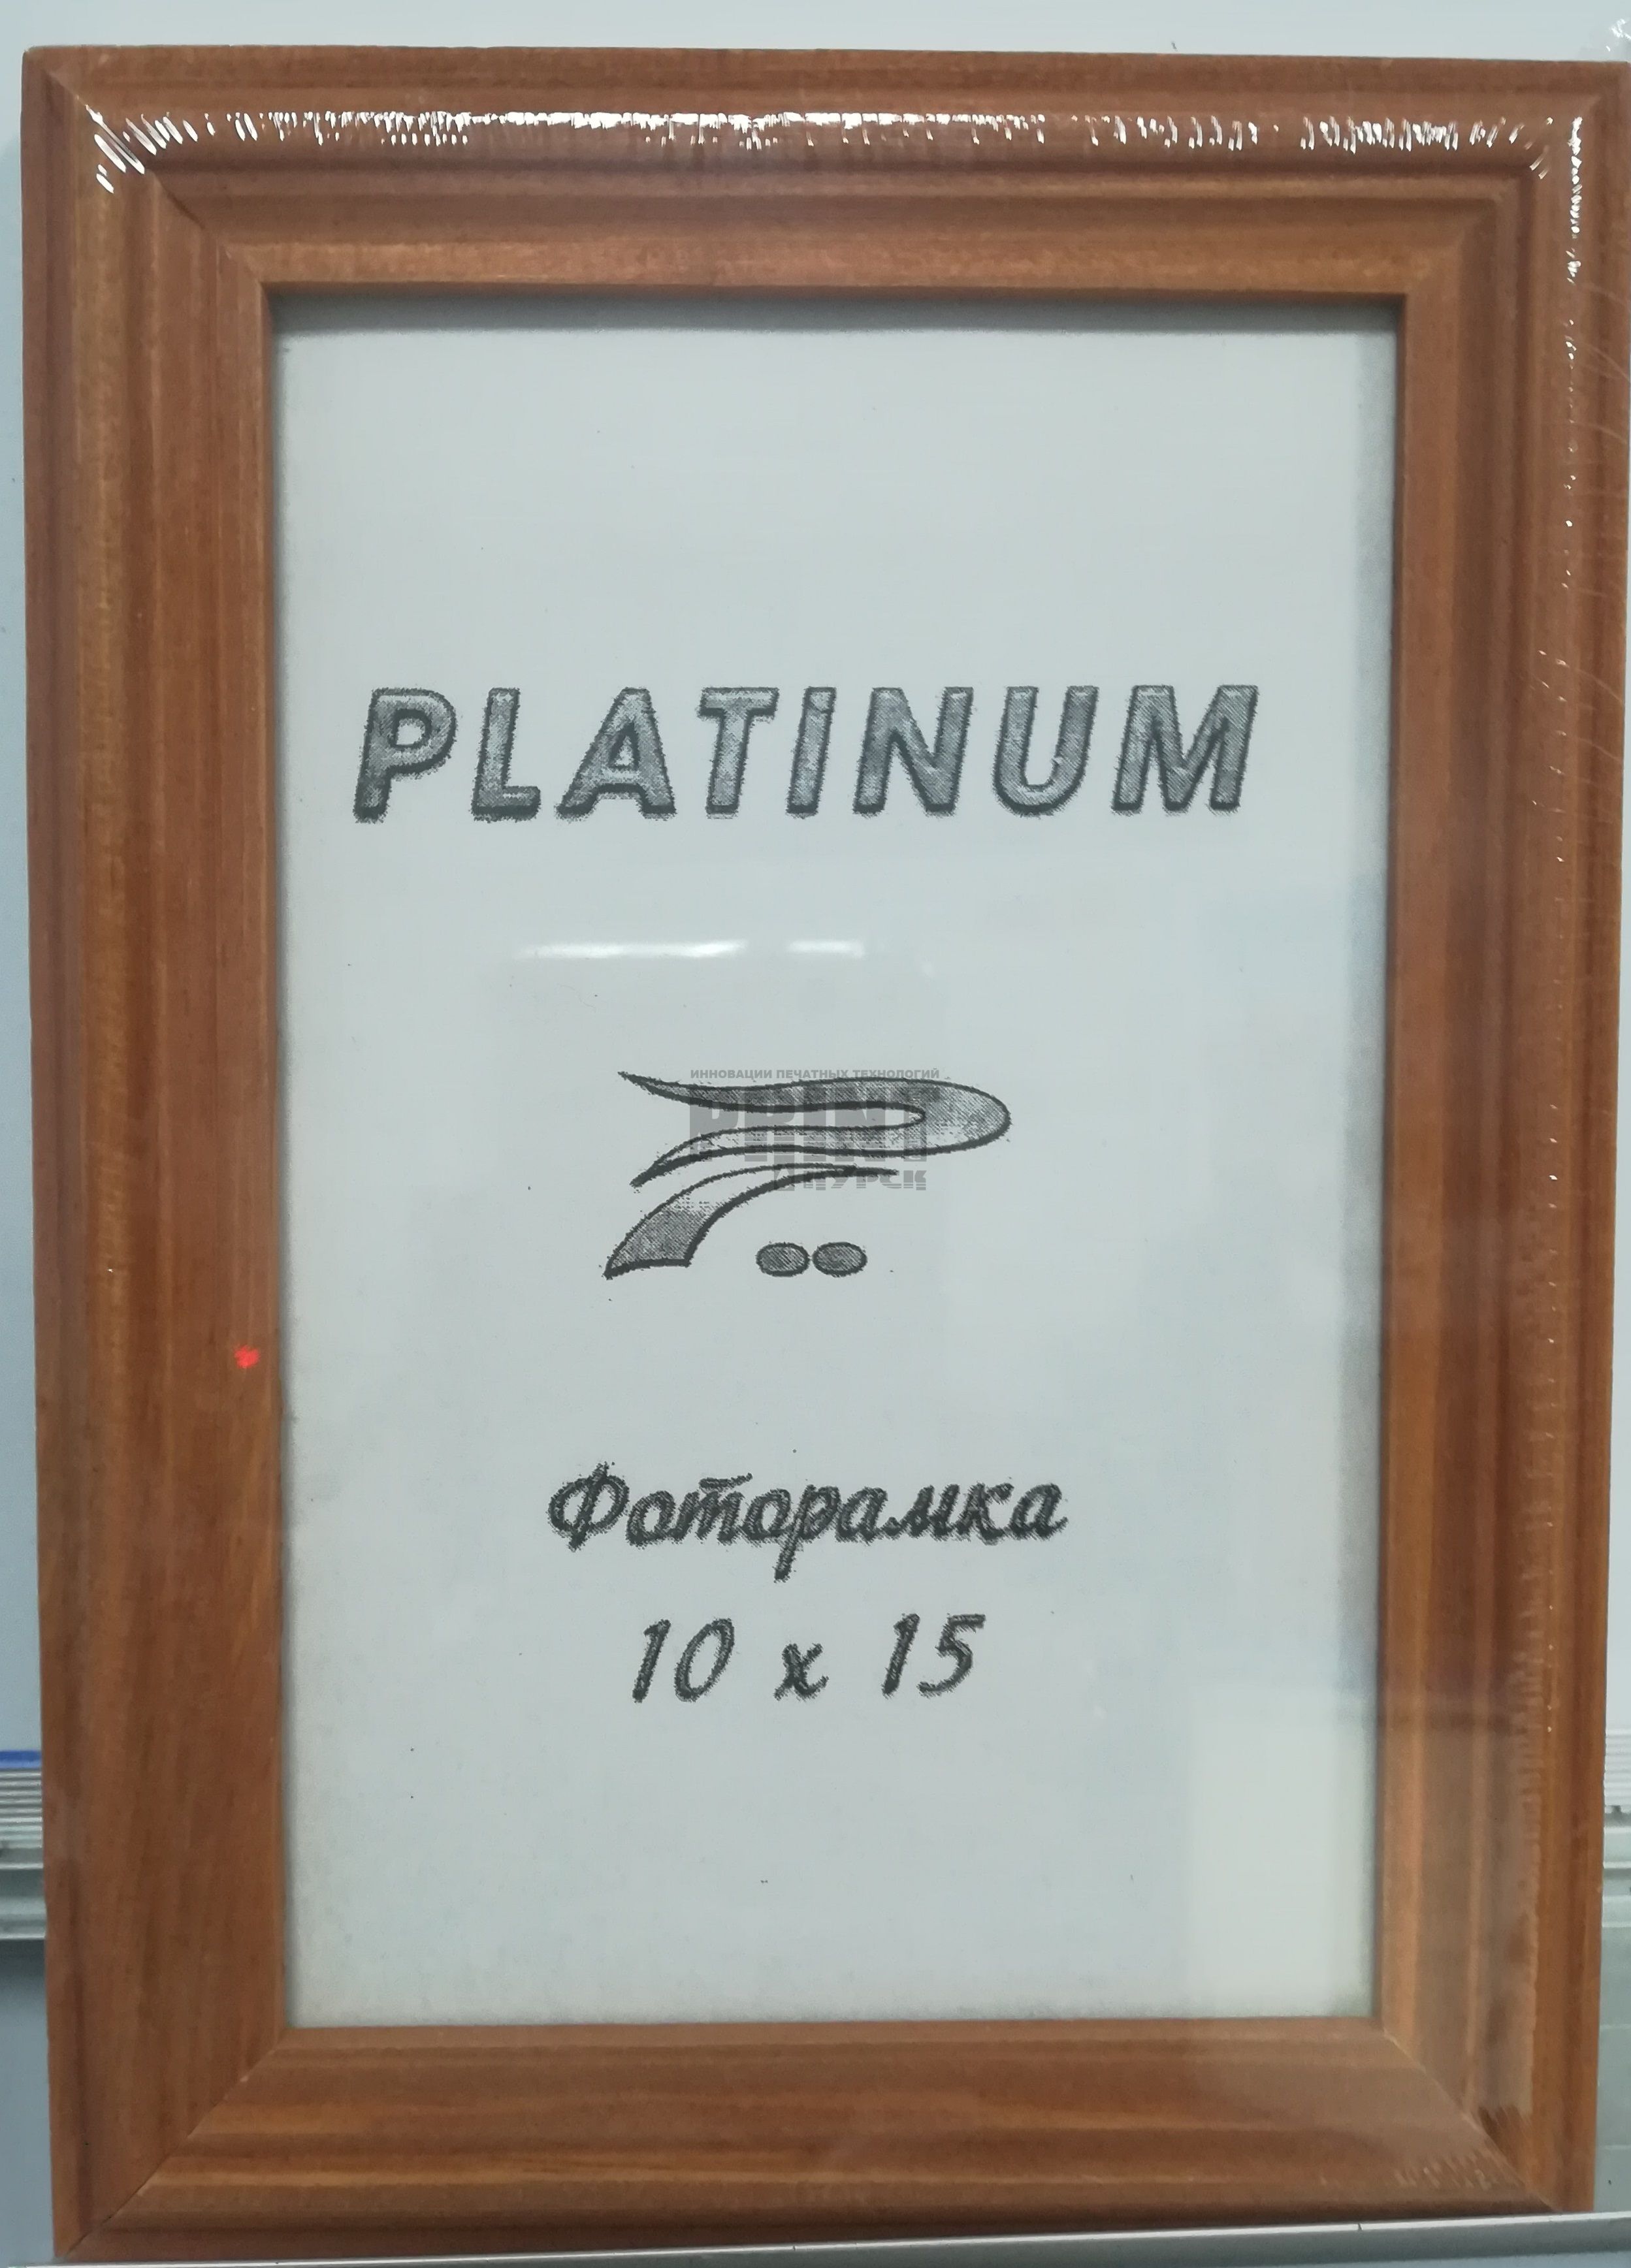 PLATiNUM
ИННОВАЦИИ ПЕЧАТНЫХ ТЕХНОЛОГИЙ
PRINT
Фоторамка
10 x 15